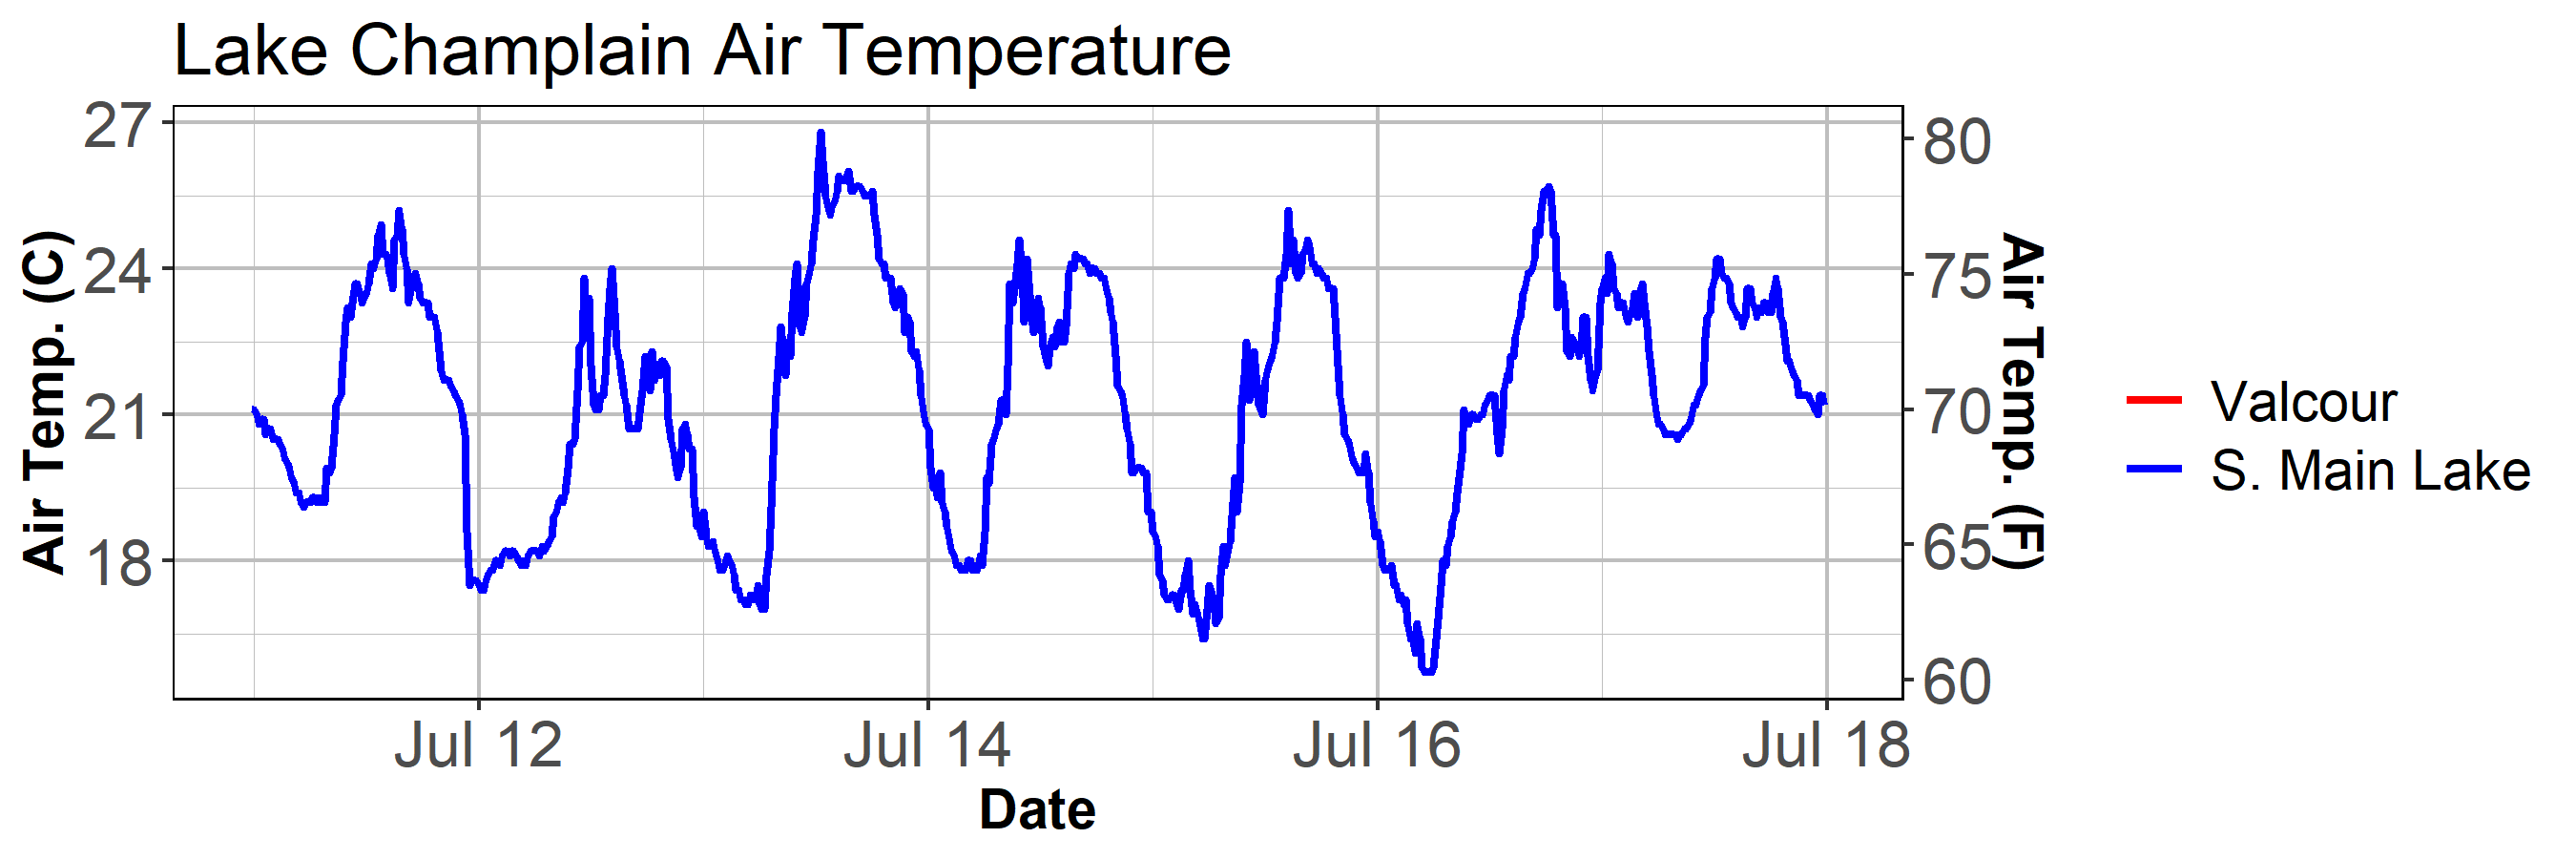 Lake Champlain Air Temperature
Air Temp. (C)
27
24
21
18
80
75
70
65
60
Air Temp. (F)
Jul 12
Jul 14
Jul 16
Jul 18
Date
Valcour
S. Main Lake